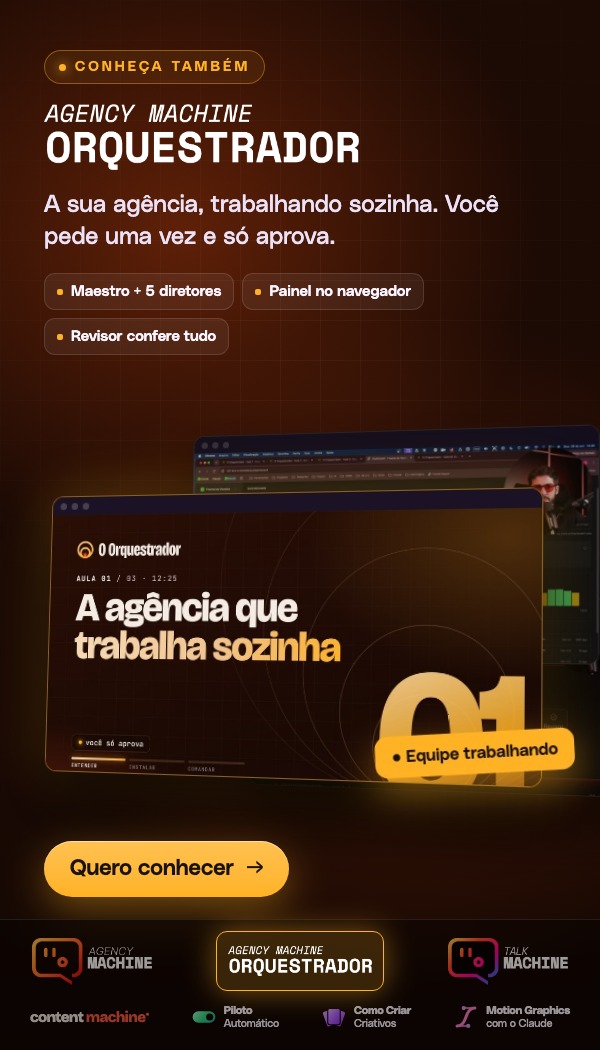 CONHEÇA TAMBÉM
AGENCY MACHINE
ORQUESTRADOR
A sua agência, trabalhando sozinha. Você
pede uma vez e só aprova.
Maestro + 5 diretores
Painel no navegador
Revisor confere tudo
O Orquestrador
AULA 01 / 03 · 12:25
A agência que
trabalha sozinha
01
você só aprova
ENTENDER
INSTALAR
COMANDAR
Equipe trabalhando
Quero conhecer →
AGENCY
MACHINE
AGENCY MACHINE
ORQUESTRADOR
TALK
MACHINE
content machine
Piloto
Automático
Como Criar
Criativos
Motion Graphics
com o Claude